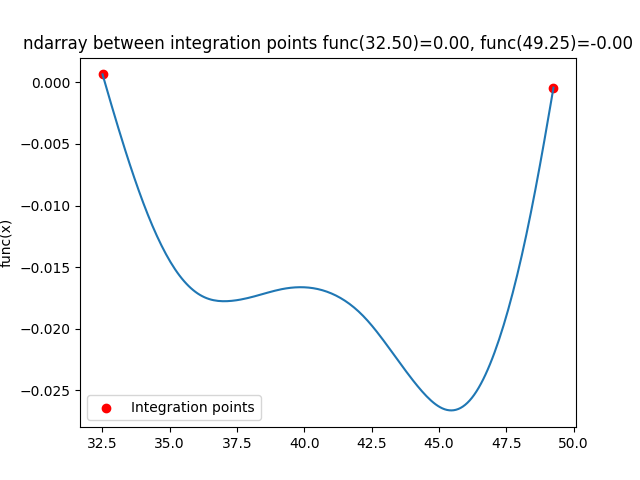 ndarray between integration points func(32.50)=0.00, func(49.25)=-0.00
0.000
−0.005
−0.010
−0.015
−0.020
−0.025
func(x)
Integration points
32.5 35.0 37.5 40.0 42.5 45.0 47.5 50.0